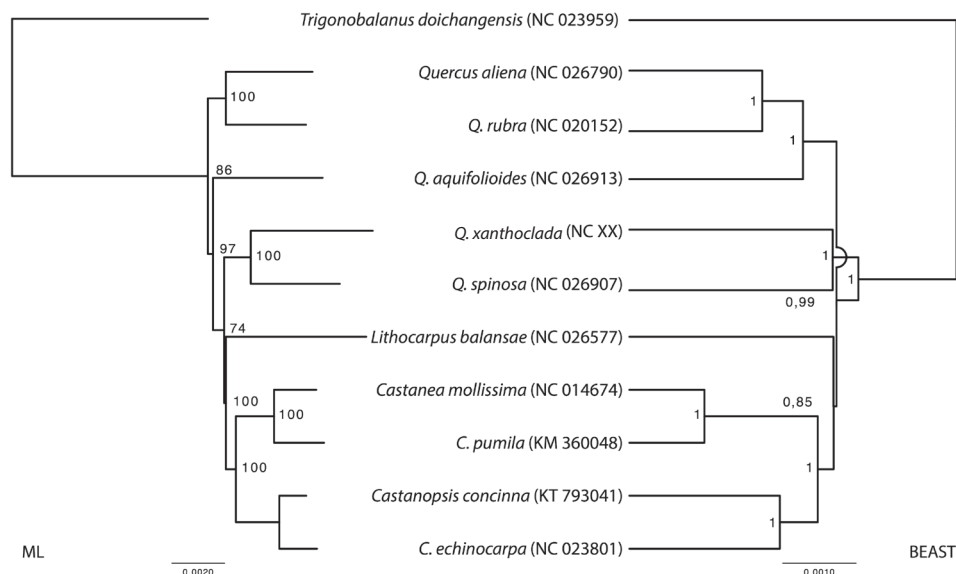 Trigonobalanus doichangensis (NC 023959)
Quercus aliena (NC 026790)
100
1
Q. rubra (NC 020152)
1
86
Q. aquifolioides (NC 026913)
Q. xanthoclada (NC XX)
97
100
1
1
Q. spinosa (NC 026907)
0,99
74
Lithocarpus balansae (NC 026577)
Castanea mollissima (NC 014674)
100
0,85
100
1
C. pumila (KM 360048)
100
1
Castanopsis concinna (KT 793041)
1
ML
C. echinocarpa (NC 023801)
BEAST
0.0020
0.0010